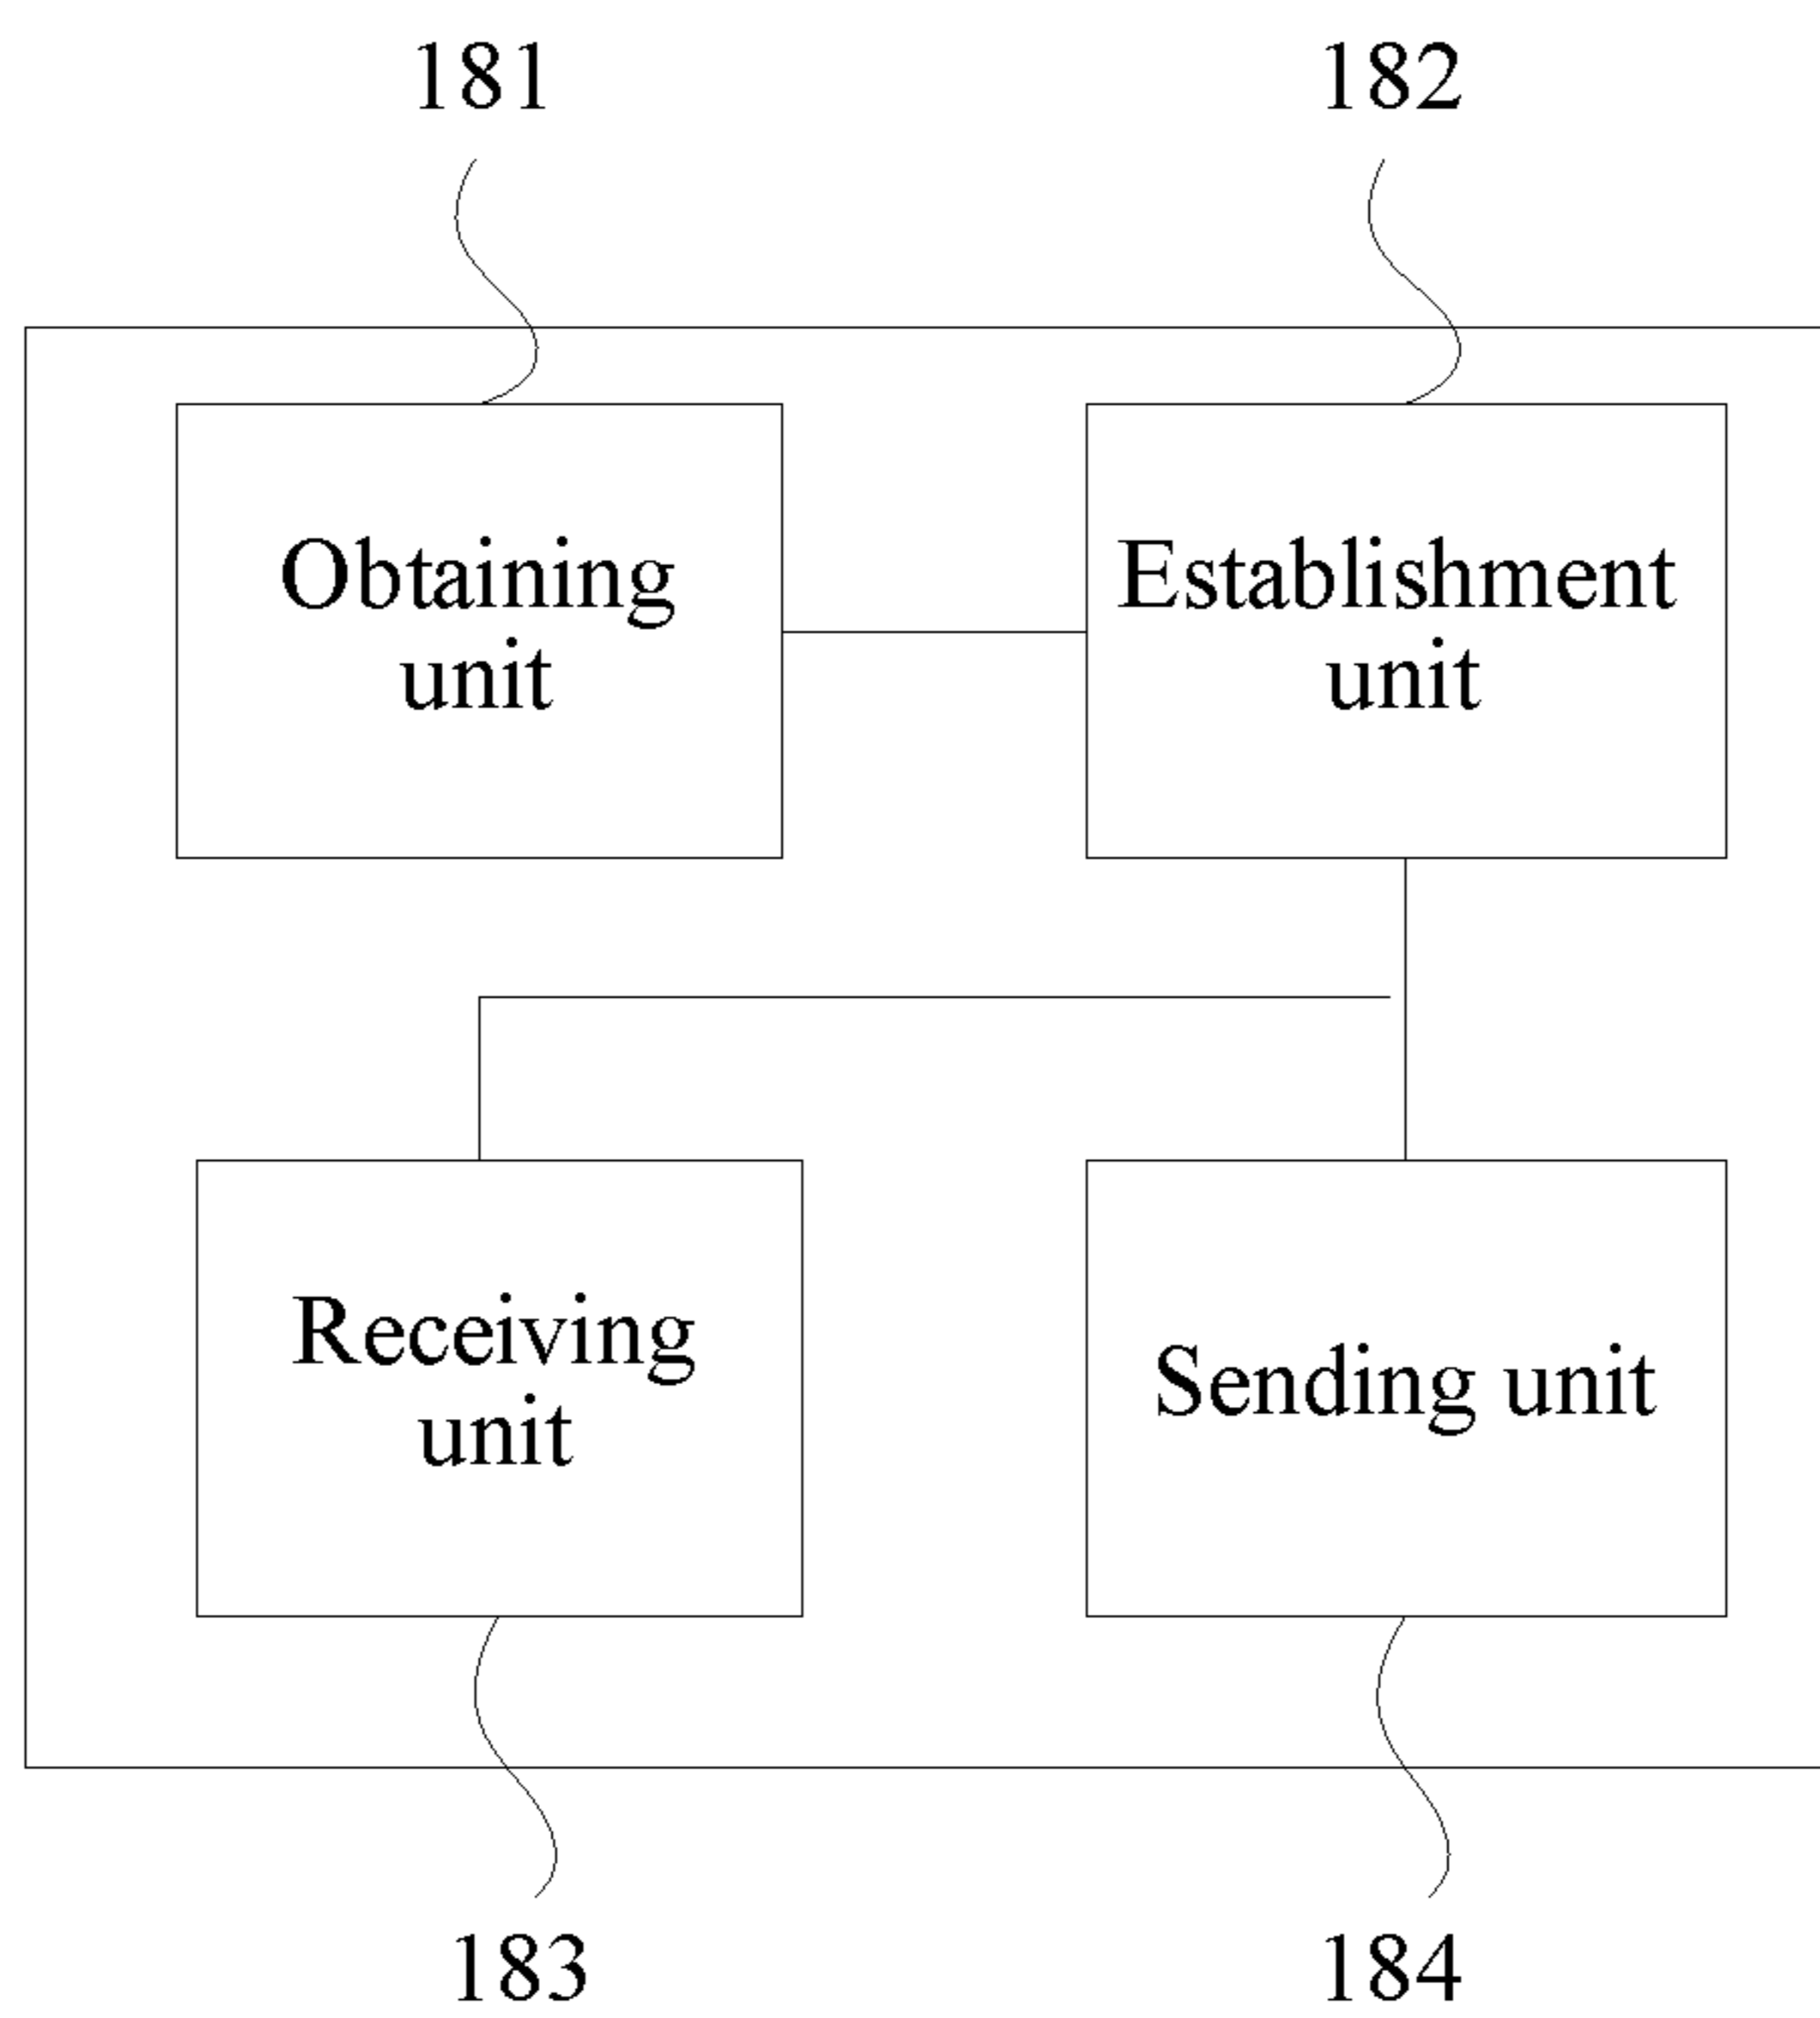 181
182
Obtaining
unit
Establishment
unit
Receiving
unit
Sending unit
183
184